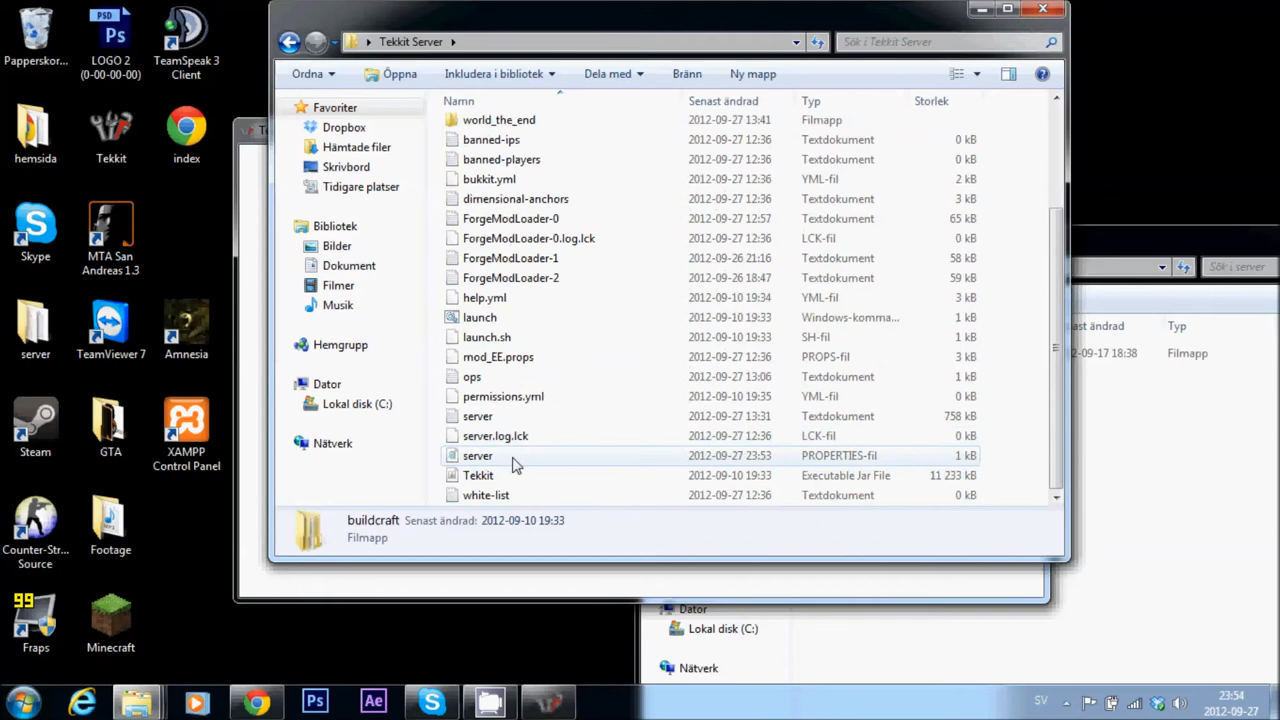 Papperskor...
LOGO 2
(0-00-00-00)
TeamSpeak 3
Client
hemsida
Tekkit
index
Skype
MTA San
Andreas 1.3
server
TeamViewer 7
Amnesia
Steam
GTA
XAMPP
Control Panel
Counter-Str...
Source
Footage
99
Fraps
Minecraft
PSD
Ps
Tekkit Server
Sök i Tekkit Server
Ordna
Öppna
Inkludera i bibliotek
Dela med
Bränn
Ny mapp
Favoriter
Dropbox
Hämtade filer
Skrivbord
Tidigare platser
Bibliotek
Bilder
Dokument
Filmer
Musik
Hemgrupp
Dator
Lokal disk (C:)
Nätverk
Namn Senast ändrad Typ Storlek
world_the_end 2012-09-27 13:41 Filmapp
banned-ips 2012-09-27 12:36 Textdokument 0 kB
banned-players 2012-09-27 12:36 Textdokument 0 kB
bukkit.yml 2012-09-27 12:36 YML-fil 2 kB
dimensional-anchors 2012-09-27 12:36 Textdokument 3 kB
ForgeModLoader-0 2012-09-27 12:57 Textdokument 65 kB
ForgeModLoader-0.log.lck 2012-09-27 12:36 LCK-fil 0 kB
ForgeModLoader-1 2012-09-26 21:16 Textdokument 58 kB
ForgeModLoader-2 2012-09-26 18:47 Textdokument 59 kB
help.yml 2012-09-10 19:34 YML-fil 3 kB
launch 2012-09-10 19:33 Windows-komma... 1 kB
launch.sh 2012-09-10 19:33 SH-fil 1 kB
mod_EE.props 2012-09-27 12:36 PROPS-fil 3 kB
ops 2012-09-27 13:06 Textdokument 1 kB
permissions.yml 2012-09-10 19:35 YML-fil 1 kB
server 2012-09-27 13:31 Textdokument 758 kB
server.log.lck 2012-09-27 12:36 LCK-fil 0 kB
server 2012-09-27 23:53 PROPERTIES-fil 1 kB
Tekkit 2012-09-10 19:33 Executable Jar File 11 233 kB
white-list 2012-09-27 12:36 Textdokument 0 kB
buildcraft Senast ändrad: 2012-09-10 19:33
Filmapp
Sök i server
ast ändrad Typ
2-09-17 18:38 Filmapp
Dator
Lokal disk (C:)
Nätverk
Ps
Ae
SV
23:54
2012-09-27